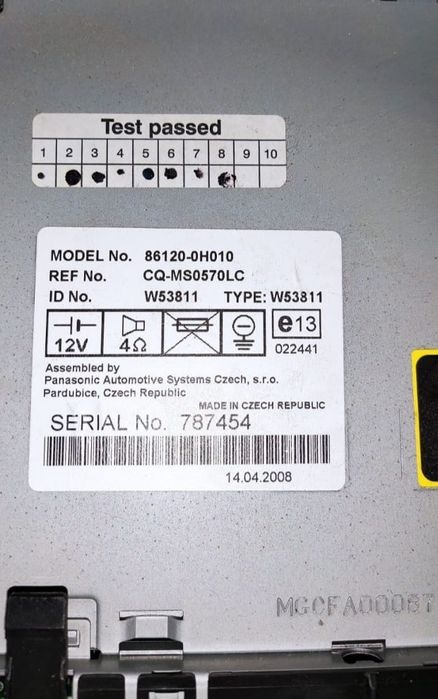 Test passed
1 2 3 4 5 6 7 8 9 10
MODEL No. 86120-0H010
REF No. CQ-MS0570LC
ID No. W53811 TYPE: W53811
12V 4Ω e13
022441
Assembled by
Panasonic Automotive Systems Czech, s.r.o.
Pardubice, Czech Republic
MADE IN CZECH REPUBLIC
SERIAL No. 787454
14.04.2008